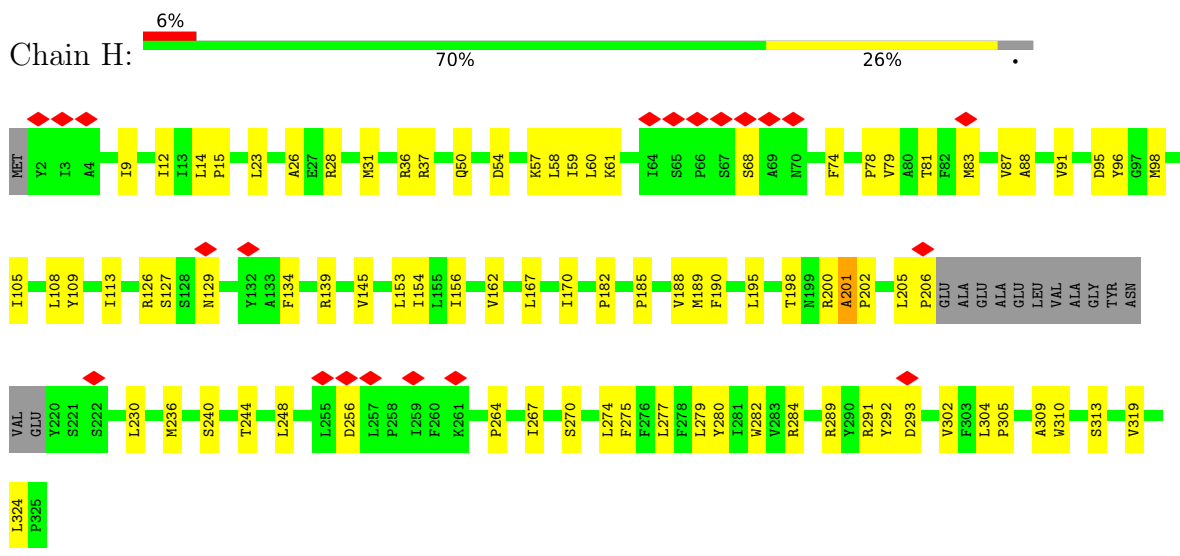 6%
Chain H:
70% 26% •
MET Y2 I3 A4 I9 I12 I13 L14 P15 L23 A26 E27 R28 M31 R36 R37 Q50 D54 K57 L58 I59 L60 K61 I64 S65 P66 S67 S68 A69 N70 F74 P78 V79 A80 T81 F82 M83 V87 A88 V91 D95 Y96 G97 M98
I105 L108 Y109 I113 R126 S127 S128 N129 Y132 A133 F134 R139 V145 L153 I154 L155 I156 V162 L167 I170 P182 P185 V188 M189 F190 L195 T198 N199 R200 A201 P202 L205 P206 GLU ALA GLU ALA GLU LEU VAL ALA GLY TYR ASN
VAL GLU Y220 S221 S222 L230 M236 S240 T244 L248 L255 D256 L257 P258 I259 F260 K261 P264 I267 S270 L274 F275 F276 L277 F278 L279 Y280 I281 W282 V283 R284 R289 Y290 R291 Y292 D293 V302 F303 L304 P305 A309 W310 S313 V319
L324 P325